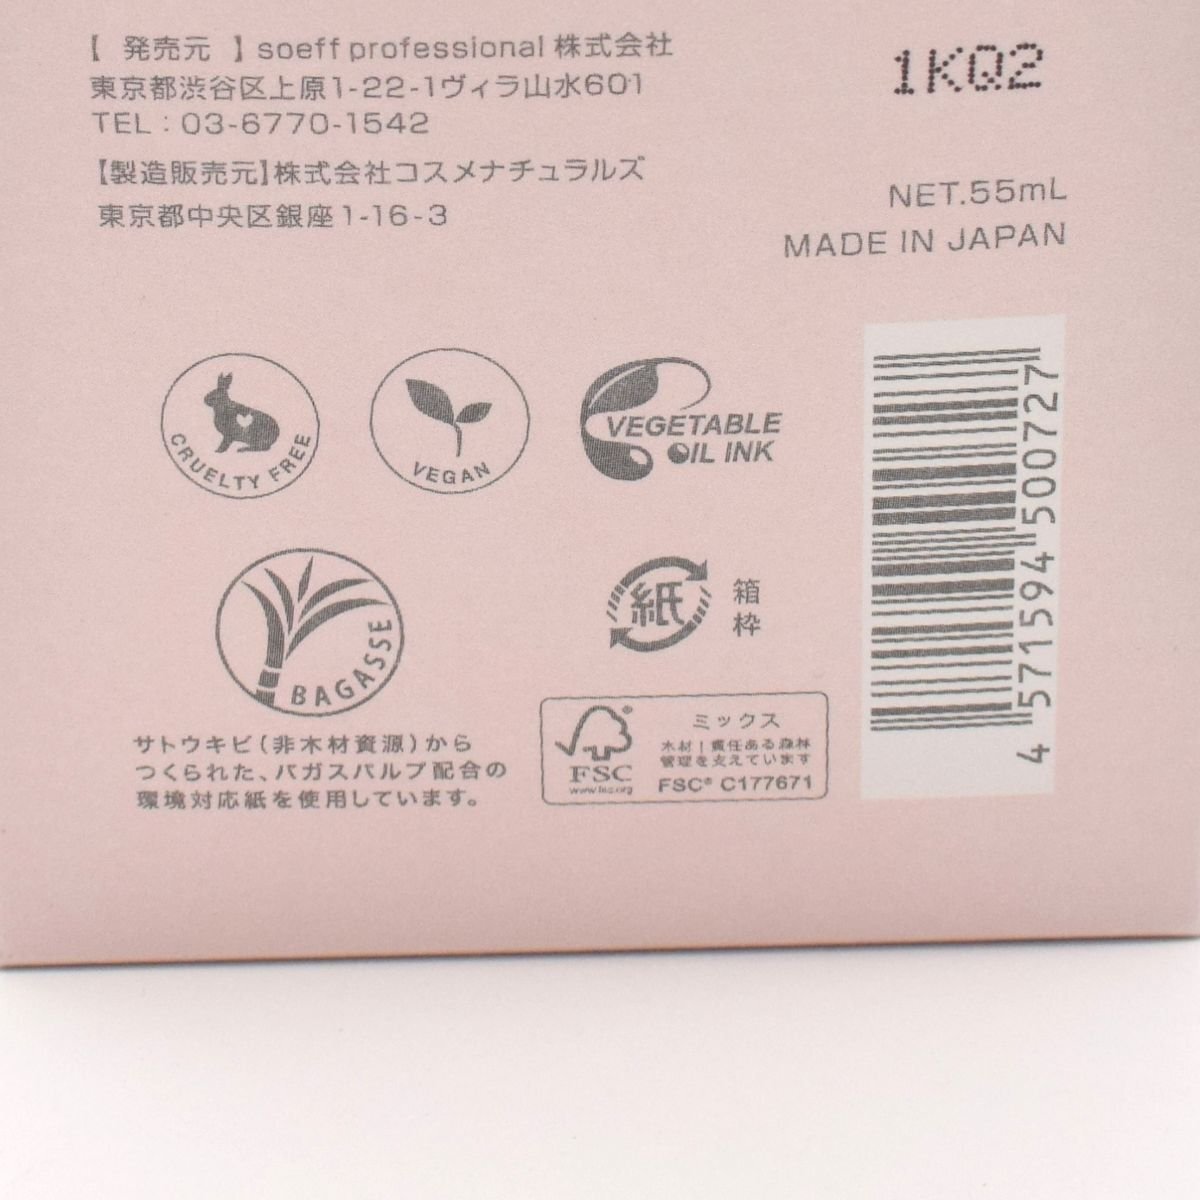 【 発売元 】soeff professional 株式会社
東京都渋谷区上原1-22-1ヴィラ山水601
TEL：03-6770-1542
【製造販売元】株式会社コスメナチュラルズ
東京都中央区銀座1-16-3
1KQ2
NET.55mL
MADE IN JAPAN
CRUELTY FREE
VEGAN
VEGETABLE
OIL INK
4571594500727
BAGASSE
紙
箱
枠
サトウキビ(非木材資源)から
つくられた、バガスパルプ配合の
環境対応紙を使用しています。
FSC
www.fsc.org
ミックス
木材｜責任ある森林
管理を支えています
FSC® C177671